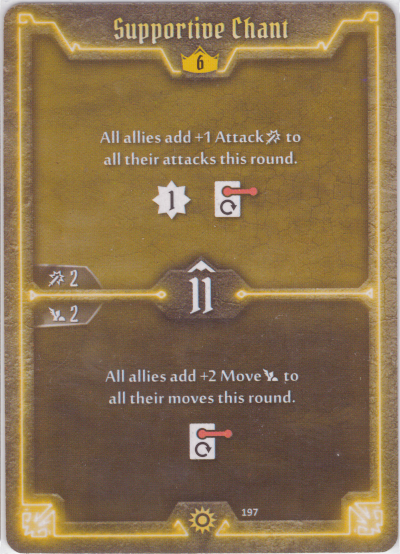 Supportive Chant
6
All allies add +1 Attack to
all their attacks this round.
1
2
11
2
All allies add +2 Move to
all their moves this round.
197